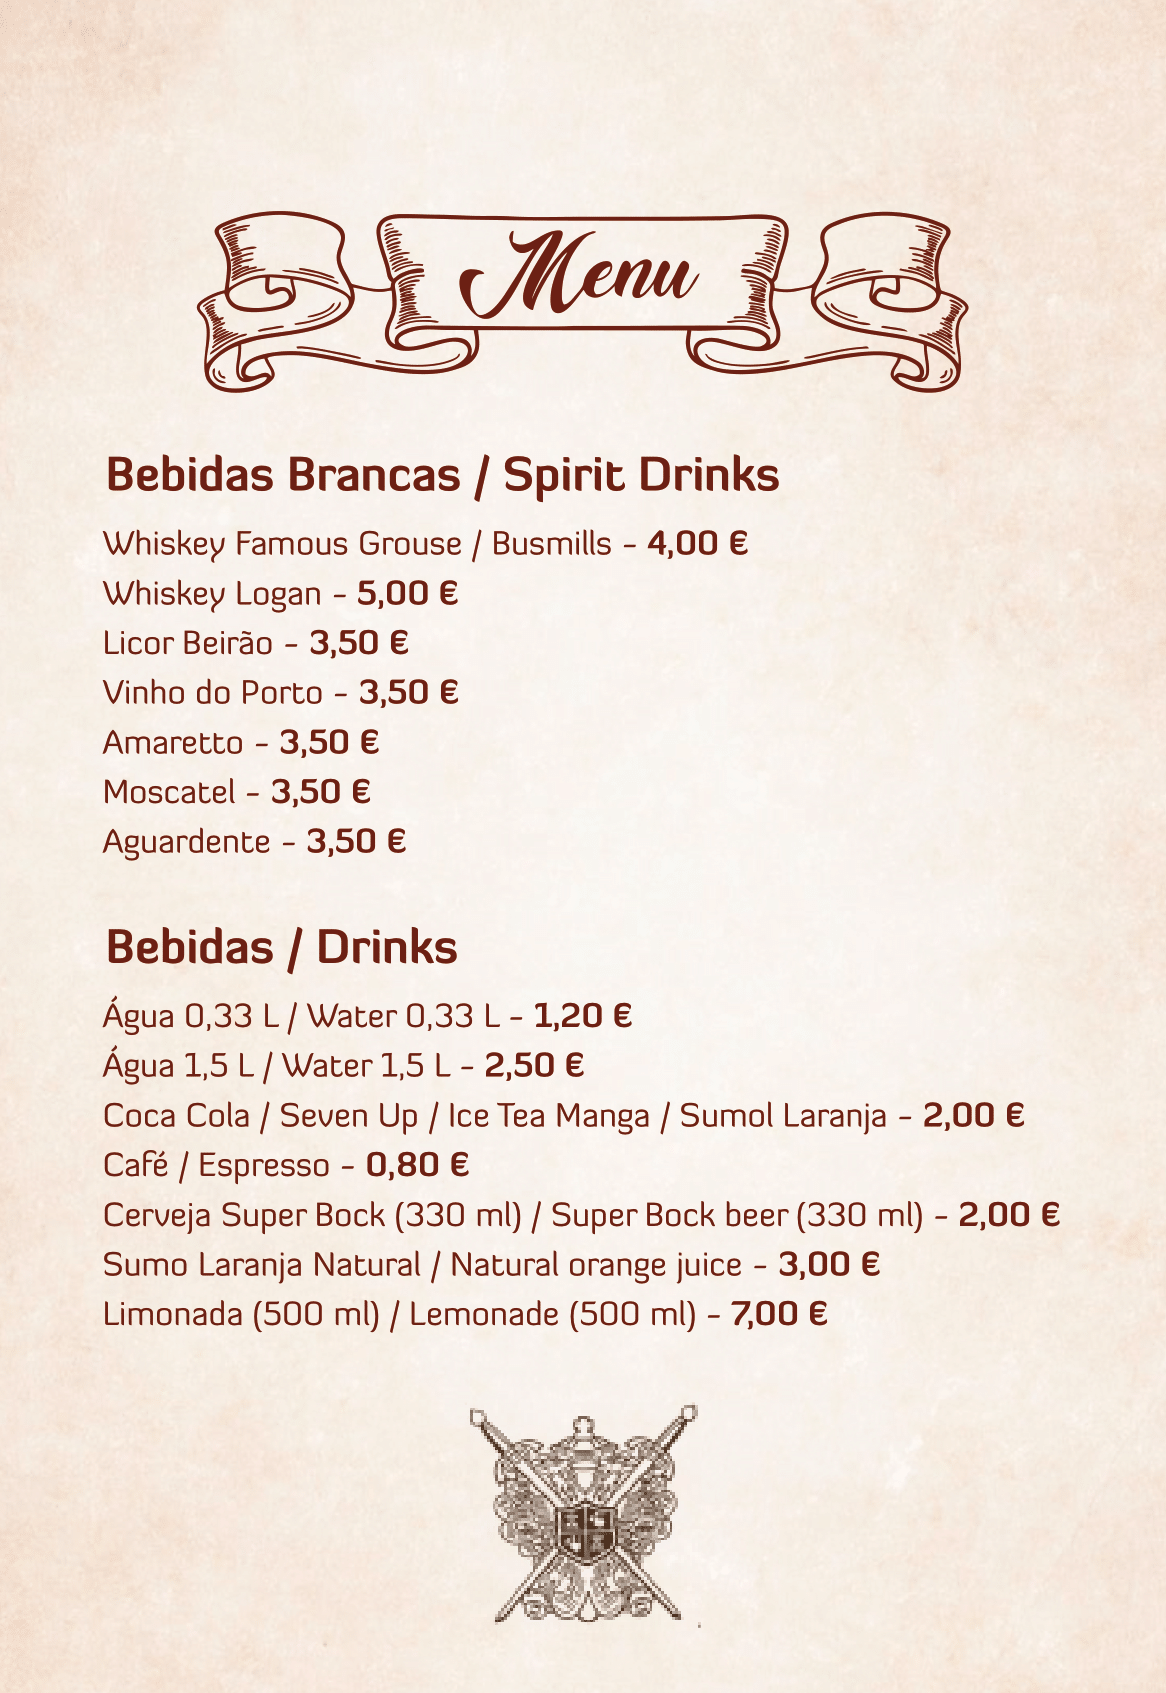 Menu
Bebidas Brancas / Spirit Drinks
Whiskey Famous Grouse / Busmills - 4,00 €
Whiskey Logan - 5,00 €
Licor Beirão - 3,50 €
Vinho do Porto - 3,50 €
Amaretto - 3,50 €
Moscatel - 3,50 €
Aguardente - 3,50 €
Bebidas / Drinks
Água 0,33 L / Water 0,33 L - 1,20 €
Água 1,5 L / Water 1,5 L - 2,50 €
Coca Cola / Seven Up / Ice Tea Manga / Sumol Laranja - 2,00 €
Café / Espresso - 0,80 €
Cerveja Super Bock (330 ml) / Super Bock beer (330 ml) - 2,00 €
Sumo Laranja Natural / Natural orange juice - 3,00 €
Limonada (500 ml) / Lemonade (500 ml) - 7,00 €